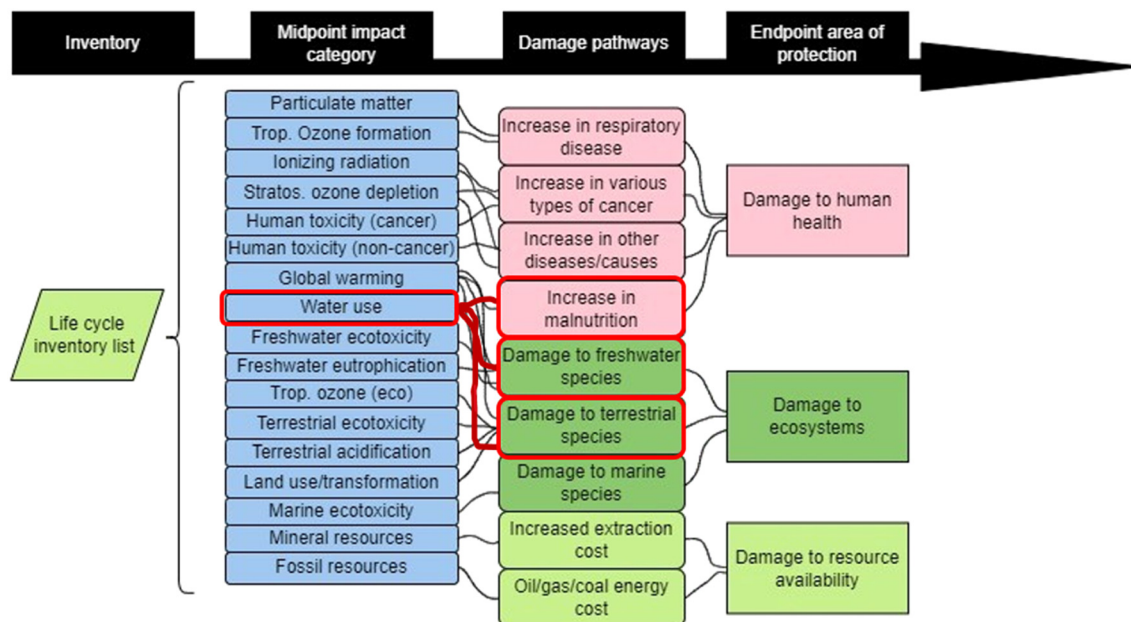 Inventory
Midpoint impact
category
Damage pathways
Endpoint area of
protection
Life cycle
inventory list
Particulate matter
Trop. Ozone formation
Ionizing radiation
Stratos. ozone depletion
Human toxicity (cancer)
Human toxicity (non-cancer)
Global warming
Water use
Freshwater ecotoxicity
Freshwater eutrophication
Trop. ozone (eco)
Terrestrial ecotoxicity
Terrestrial acidification
Land use/transformation
Marine ecotoxicity
Mineral resources
Fossil resources
Increase in respiratory
disease
Increase in various
types of cancer
Increase in other
diseases/causes
Increase in
malnutrition
Damage to freshwater
species
Damage to terrestrial
species
Damage to marine
species
Increased extraction
cost
Oil/gas/coal energy
cost
Damage to human
health
Damage to
ecosystems
Damage to resource
availability